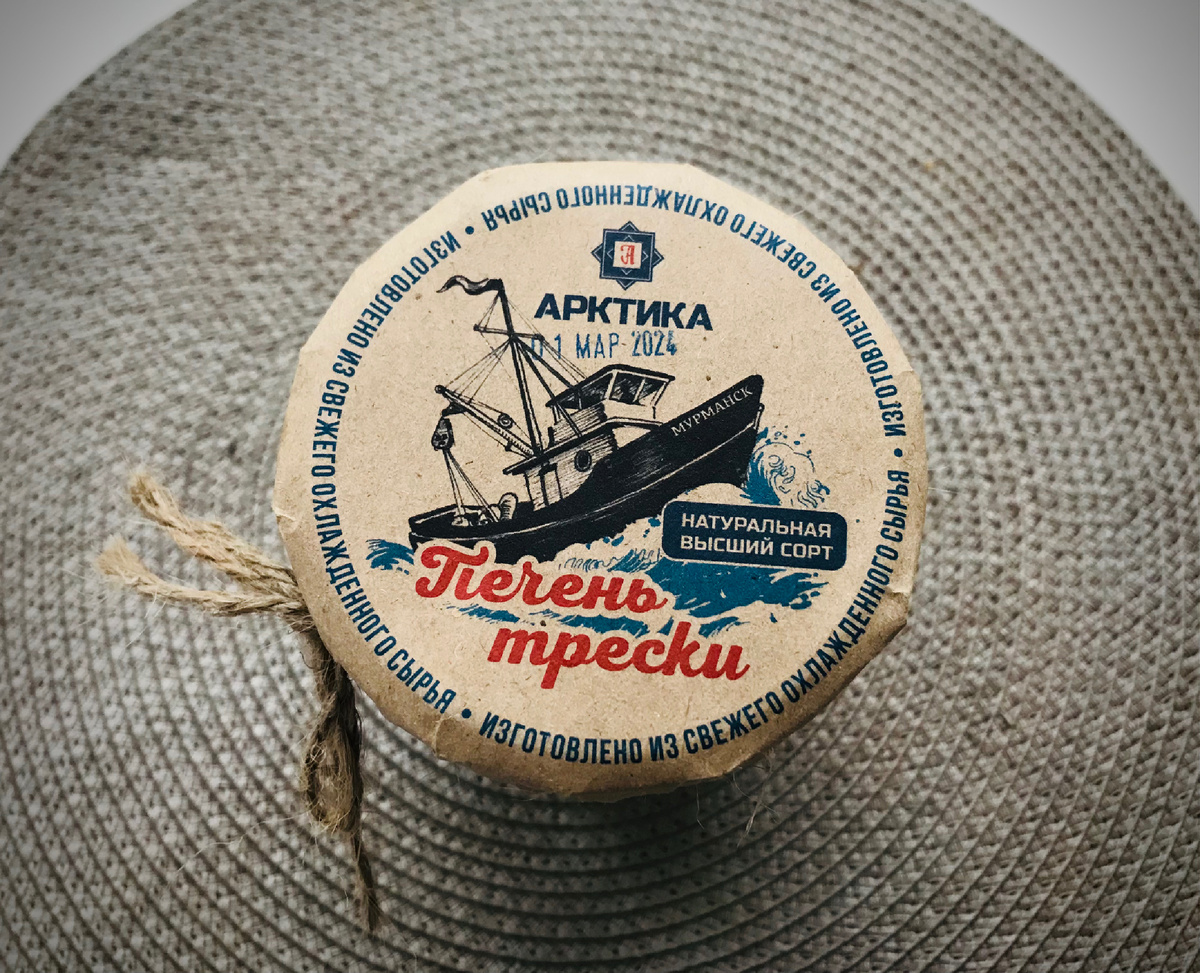 А
АРКТИКА
01 МАР 2024
МУРМАНСК
НАТУРАЛЬНАЯ
ВЫСШИЙ СОРТ
Печень
трески
ИЗГОТОВЛЕНО ИЗ СВЕЖЕГО ОХЛАЖДЕННОГО СЫРЬЯ •
ИЗГОТОВЛЕНО ИЗ СВЕЖЕГО ОХЛАЖДЕННОГО СЫРЬЯ •
ИЗГОТОВЛЕНО ИЗ СВЕЖЕГО ОХЛАЖДЕННОГО СЫРЬЯ •